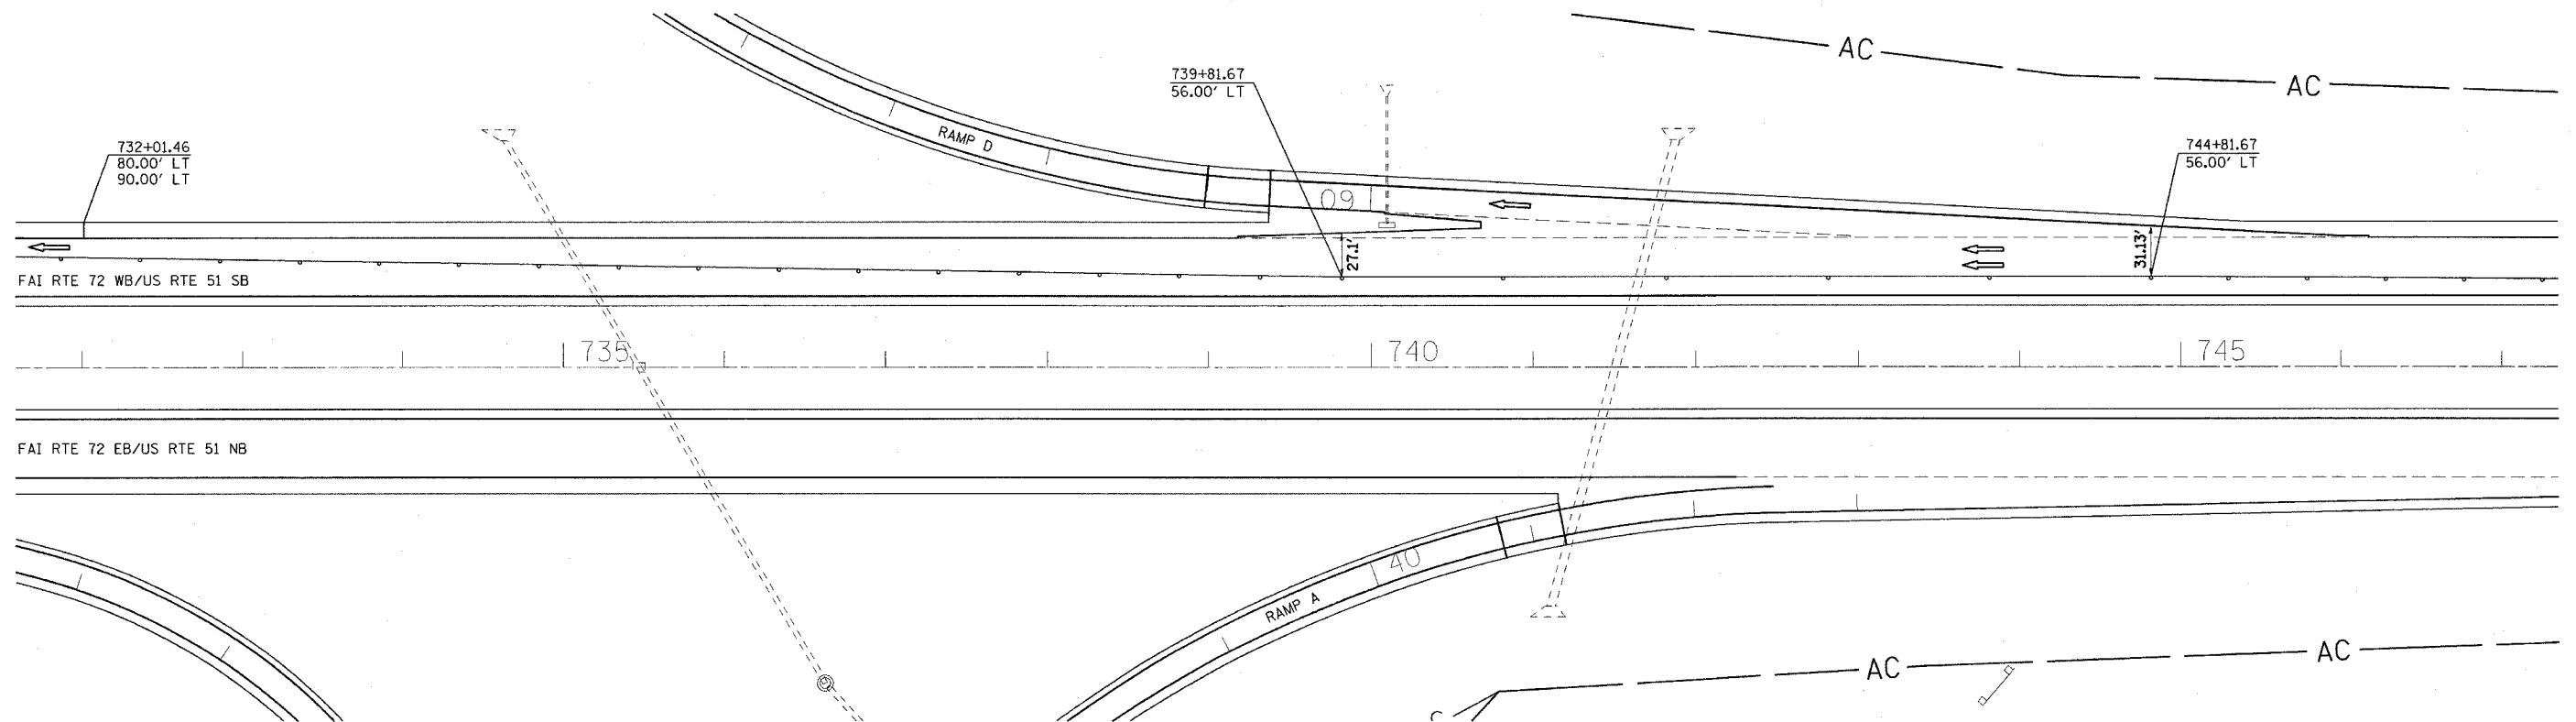 AC
AC
739+81.67
56.00' LT
732+01.46
80.00' LT
90.00' LT
RAMP D
744+81.67
56.00' LT
60
27.1'
31.13'
FAI RTE 72 WB/US RTE 51 SB
735
740
745
FAI RTE 72 EB/US RTE 51 NB
40
RAMP A
AC
AC